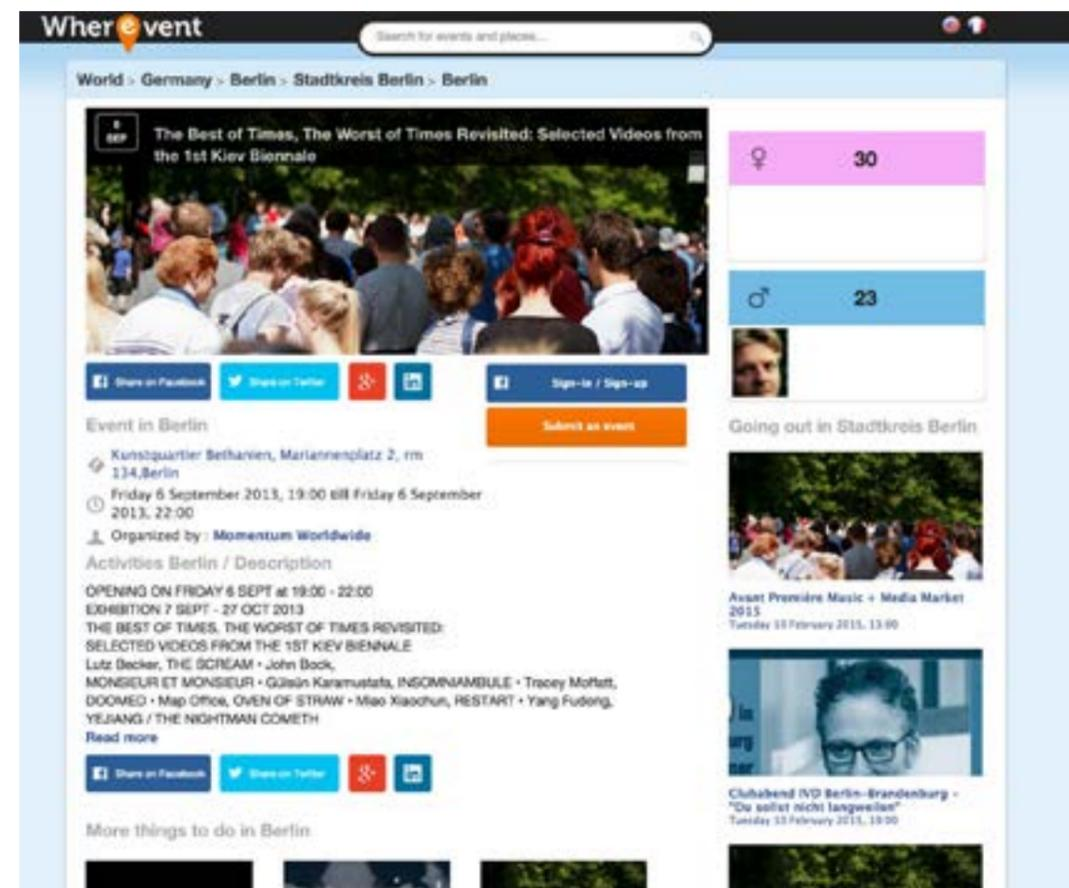 Wherevent
Search for events and places...
World > Germany > Berlin > Stadtkreis Berlin > Berlin
SEP
The Best of Times, The Worst of Times Revisited: Selected Videos from
the 1st Kiev Biennale
♀ 30
♂ 23
Share on Facebook
Share on Twitter
g+
in
Sign-in / Sign-up
Submit an event
Event in Berlin
Kunstquartier Bethanien, Mariannenplatz 2, rm
134,Berlin
Friday 6 September 2013, 19:00 till Friday 6 September
2013, 22:00
Organized by : Momentum Worldwide
Activities Berlin / Description
OPENING ON FRIDAY 6 SEPT at 19:00 - 22:00
EXHIBITION 7 SEPT - 27 OCT 2013
THE BEST OF TIMES, THE WORST OF TIMES REVISITED:
SELECTED VIDEOS FROM THE 1ST KIEV BIENNALE
Lutz Becker, THE SCREAM • John Bock,
MONSIEUR ET MONSIEUR • Gülsün Karamustafa, INSOMNIAMBULE • Tracey Moffatt,
DOOMED • Map Office, OVEN OF STRAW • Miao Xiaochun, RESTART • Yang Fudong,
YEJIANG / THE NIGHTMAN COMETH
Read more
Share on Facebook
Share on Twitter
g+
in
More things to do in Berlin
Going out in Stadtkreis Berlin
Avant Première Music + Media Market
2015
Tuesday 10 February 2015, 13:00
in
urg
ner
Clubabend IVD Berlin-Brandenburg -
"Du sollst nicht langweilen"
Tuesday 10 February 2015, 19:00